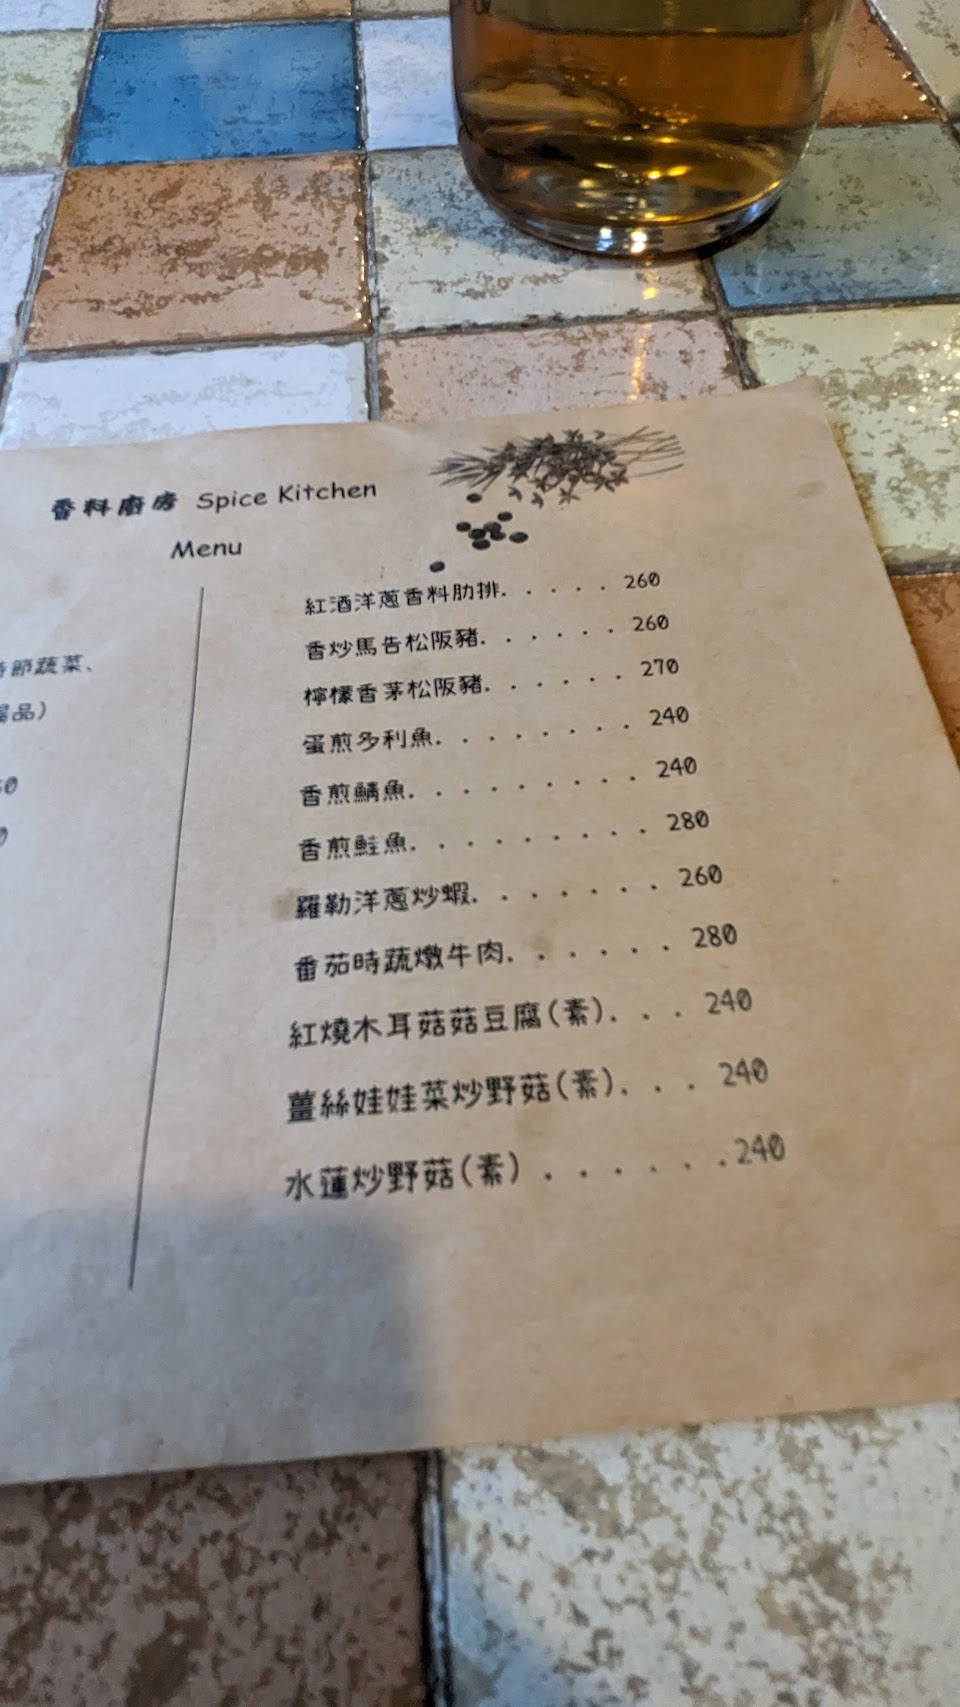 香料廚房 Spice Kitchen
Menu
節蔬菜、
品)
紅酒洋蔥香料肋排. . . . . . 260
香炒馬告松阪豬. . . . . . 260
檸檬香茅松阪豬. . . . . . 270
蛋煎多利魚. . . . . . . . 240
香煎鯖魚. . . . . . . . . 240
香煎鮭魚. . . . . . . . . 280
羅勒洋蔥炒蝦. . . . . . . 260
番茄時蔬燉牛肉. . . . . . 280
紅燒木耳菇菇豆腐(素). . . 240
薑絲娃娃菜炒野菇(素). . . 240
水蓮炒野菇(素) . . . . . . .240